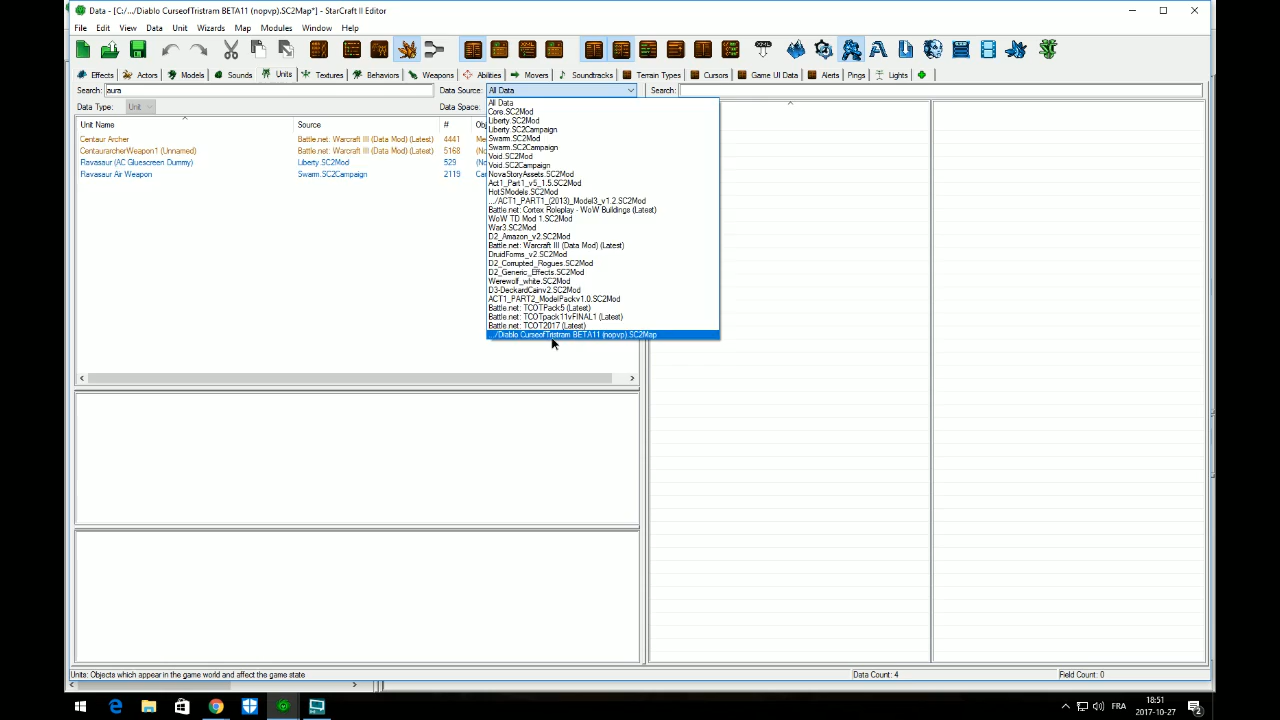 Data - [C:/.../Diablo CurseofTristram BETA11 (nopvp).SC2Map*] - StarCraft II Editor
File Edit View Data Unit Wizards Map Modules Window Help
Effects Actors Models Sounds Units Textures Behaviors Weapons Abilities Movers Soundtracks Terrain Types Cursors Game UI Data Alerts Pings Lights
Search: aura Data Source: All Data Search:
Data Type: Unit Data Space:
Unit Name Source #
Centaur Archer Battle.net: Warcraft III (Data Mod) (Latest) 4441
CentaurarcherWeapon1 (Unnamed) Battle.net: Warcraft III (Data Mod) (Latest) 5168
Ravasaur (AC Gluescreen Dummy) Liberty.SC2Mod 529
Ravasaur Air Weapon Swarm.SC2Campaign 2119
All Data
Core.SC2Mod
Liberty.SC2Mod
Liberty.SC2Campaign
Swarm.SC2Mod
Swarm.SC2Campaign
Void.SC2Mod
Void.SC2Campaign
NovaStoryAssets.SC2Mod
Act1_Part1_v5_1.5.SC2Mod
HotSModels.SC2Mod
.../ACT1_PART1_(2013)_Model3_v1.2.SC2Mod
Battle.net: Cortex Roleplay - WoW Buildings (Latest)
WoW TD Mod 1.SC2Mod
War3.SC2Mod
D2_Amazon_v2.SC2Mod
Battle.net: Warcraft III (Data Mod) (Latest)
DruidForms_v2.SC2Mod
D2_Corrupted_Rogues.SC2Mod
D2_Generic_Effects.SC2Mod
Werewolf_white.SC2Mod
D3-DeckardCainv2.SC2Mod
ACT1_PART2_ModelPackv1.0.SC2Mod
Battle.net: TCOTPack5 (Latest)
Battle.net: TCOTpack11vFINAL1 (Latest)
Battle.net: TCOT2017 (Latest)
.../Diablo CurseofTristram BETA11 (nopvp).SC2Map
Units: Objects which appear in the game world and affect the game state Data Count: 4 Field Count: 0
FRA 18:51
2017-10-27
2